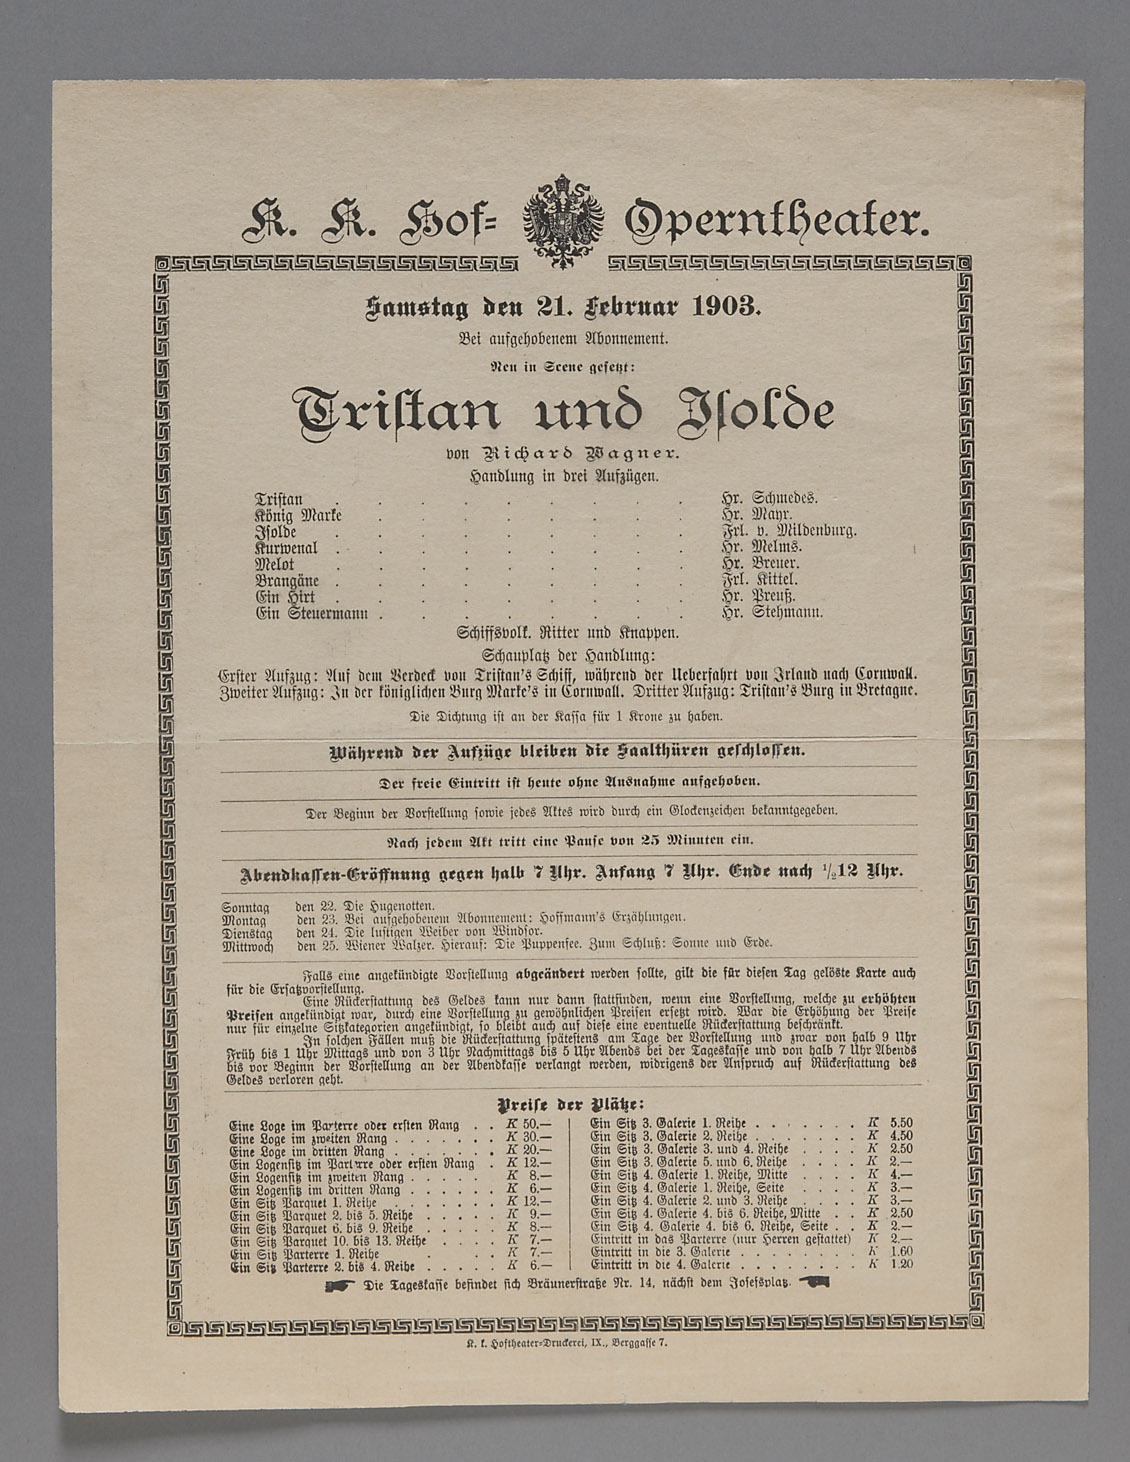 K. K. Hof- Operntheater.
Samstag den 21. Februar 1903.
Bei aufgehobenem Abonnement.
Neu in Scene gesetzt:
Tristan und Isolde
von Richard Wagner.
Handlung in drei Aufzügen.
Tristan . . . . . . . . . Hr. Schmedes.
König Marke . . . . . . . . Hr. Mayr.
Isolde . . . . . . . . . Frl. v. Mildenburg.
Kurwenal . . . . . . . . . Hr. Melms.
Melot . . . . . . . . . Hr. Breuer.
Brangäne . . . . . . . . . Frl. Kittel.
Ein Hirt . . . . . . . . . Hr. Preuß.
Ein Steuermann . . . . . . . . Hr. Stehmann.
Schiffsvolk. Ritter und Knappen.
Schauplatz der Handlung:
Erster Aufzug: Auf dem Verdeck von Tristan's Schiff, während der Ueberfahrt von Irland nach Cornwall.
Zweiter Aufzug: In der königlichen Burg Marke's in Cornwall. Dritter Aufzug: Tristan's Burg in Bretagne.
Die Dichtung ist an der Kassa für 1 Krone zu haben.
Während der Aufzüge bleiben die Saalthüren geschlossen.
Der freie Eintritt ist heute ohne Ausnahme aufgehoben.
Der Beginn der Vorstellung sowie jedes Aktes wird durch ein Glockenzeichen bekanntgegeben.
Nach jedem Akt tritt eine Pause von 25 Minuten ein.
Abendkassen-Eröffnung gegen halb 7 Uhr. Anfang 7 Uhr. Ende nach 1/2 12 Uhr.
Sonntag den 22. Die Hugenotten.
Montag den 23. Bei aufgehobenem Abonnement: Hoffmann's Erzählungen.
Dienstag den 24. Die lustigen Weiber von Windsor.
Mittwoch den 25. Wiener Walzer. Hierauf: Die Puppenfee. Zum Schluß: Sonne und Erde.
Falls eine angekündigte Vorstellung abgeändert werden sollte, gilt die für diesen Tag gelöste Karte auch
für die Ersatzvorstellung.
Eine Rückerstattung des Geldes kann nur dann stattfinden, wenn eine Vorstellung, welche zu erhöhten
Preisen angekündigt war, durch eine Vorstellung zu gewöhnlichen Preisen ersetzt wird. War die Erhöhung der Preise
nur für einzelne Sitzkategorien angekündigt, so bleibt auch auf diese eine eventuelle Rückerstattung beschränkt.
In solchen Fällen muß die Rückerstattung spätestens am Tage der Vorstellung und zwar von halb 9 Uhr
Früh bis 1 Uhr Mittags und von 3 Uhr Nachmittags bis 5 Uhr Abends bei der Tageskasse und von halb 7 Uhr Abends
bis vor Beginn der Vorstellung an der Abendkasse verlangt werden, widrigens der Anspruch auf Rückerstattung des
Geldes verloren geht.
Preise der Plätze:
Eine Loge im Parterre oder ersten Rang . . K 50.—
Eine Loge im zweiten Rang . . . . . . . K 30.—
Eine Loge im dritten Rang . . . . . . . K 20.—
Ein Logensitz im Parterre oder ersten Rang . K 12.—
Ein Logensitz im zweiten Rang . . . . . . K 8.—
Ein Logensitz im dritten Rang . . . . . . K 6.—
Ein Sitz Parquet 1. Reihe . . . . . . K 12.—
Ein Sitz Parquet 2. bis 5. Reihe . . . . . K 9.—
Ein Sitz Parquet 6. bis 9. Reihe . . . . . K 8.—
Ein Sitz Parquet 10. bis 13. Reihe . . . . K 7.—
Ein Sitz Parterre 1. Reihe . . . . K 7.—
Ein Sitz Parterre 2. bis 4. Reihe . . . . K 6.—
Ein Sitz 3. Galerie 1. Reihe . . . . . . . K 5.50
Ein Sitz 3. Galerie 2. Reihe . . . . . . . K 4.50
Ein Sitz 3. Galerie 3. und 4. Reihe . . . . K 2.50
Ein Sitz 3. Galerie 5. und 6. Reihe . . . . K 2.—
Ein Sitz 4. Galerie 1. Reihe, Mitte . . . . K 4.—
Ein Sitz 4. Galerie 1. Reihe, Seite . . . . K 3.—
Ein Sitz 4. Galerie 2. und 3. Reihe . . . . K 3.—
Ein Sitz 4. Galerie 4. bis 6. Reihe, Mitte . . K 2.50
Ein Sitz 4. Galerie 4. bis 6. Reihe, Seite . . K 2.—
Eintritt in das Parterre (nur Herren gestattet) K 2.—
Eintritt in die 3. Galerie . . . . . . . . K 1.60
Eintritt in die 4. Galerie . . . . . . . . K 1.20
Die Tageskasse befindet sich Bräunerstraße Nr. 14, nächst dem Josefsplatz.
K. k. Hoftheater-Druckerei, IX., Berggasse 7.